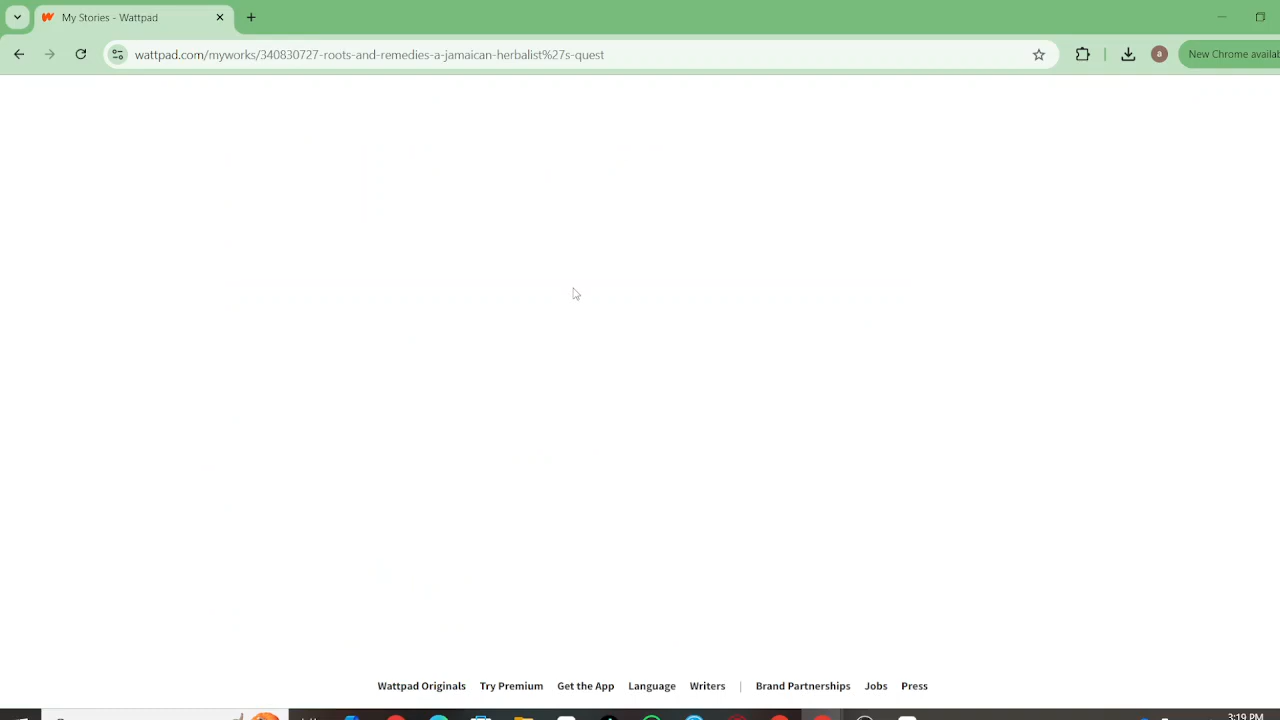 My Stories - Wattpad
wattpad.com/myworks/340830727-roots-and-remedies-a-jamaican-herbalist%27s-quest
a
New Chrome availab
Wattpad Originals Try Premium Get the App Language Writers | Brand Partnerships Jobs Press
3:19 PM